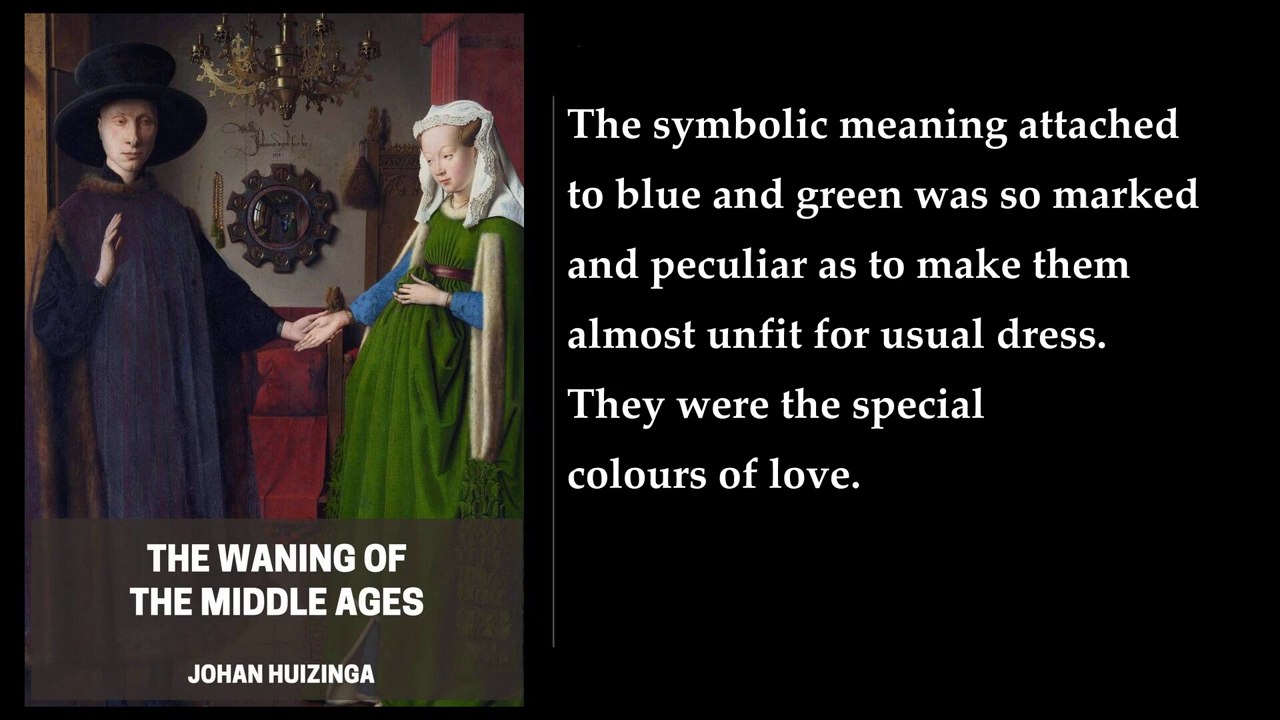 THE WANING OF
THE MIDDLE AGES
JOHAN HUIZINGA
The symbolic meaning attached
to blue and green was so marked
and peculiar as to make them
almost unfit for usual dress.
They were the special
colours of love.